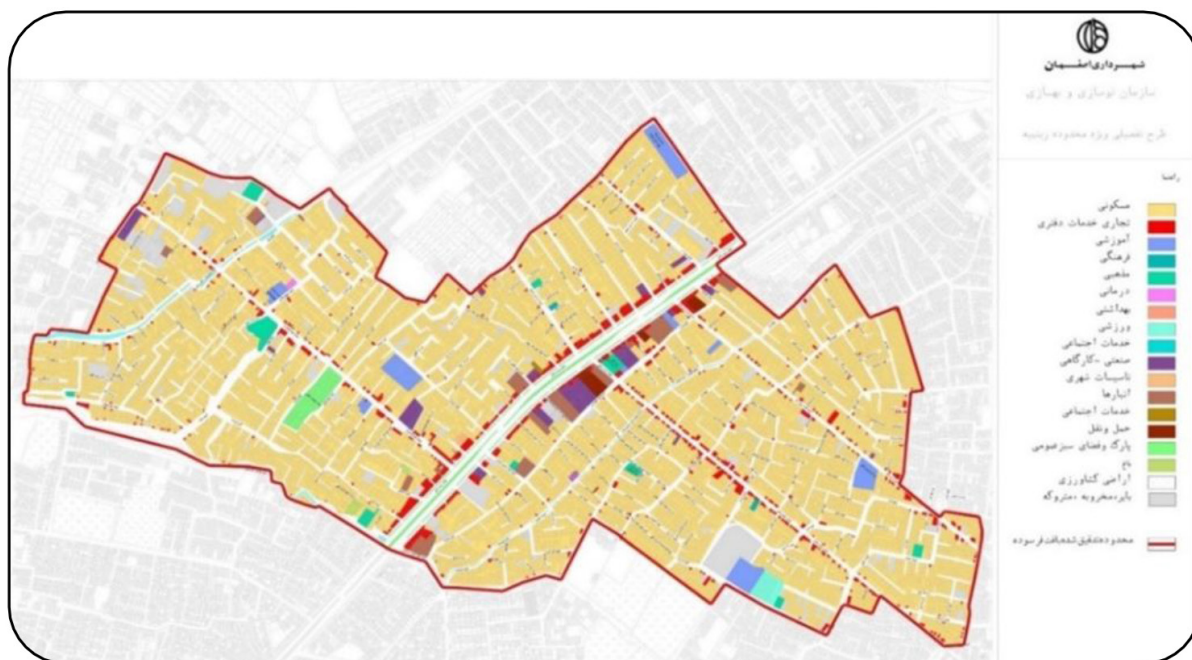 شهرداری اصفهان
سازمان نوسازی و بهسازی
طرح تفصیلی ویژه محدوده زینبیه
راهنما
مسکونی
تجاری خدمات دفتری
آموزشی
فرهنگی
مذهبی
درمانی
بهداشتی
ورزشی
خدمات اجتماعی
صنعتی -کارگاهی
تاسیسات شهری
انبارها
خدمات اجتماعی
حمل ونقل
پارک وفضای سبزعمومی
باغ
اراضی کشاورزی
بایر،مخروبه ،متروکه
محدوده‌تدقیق شده‌بافت‌فرسوده